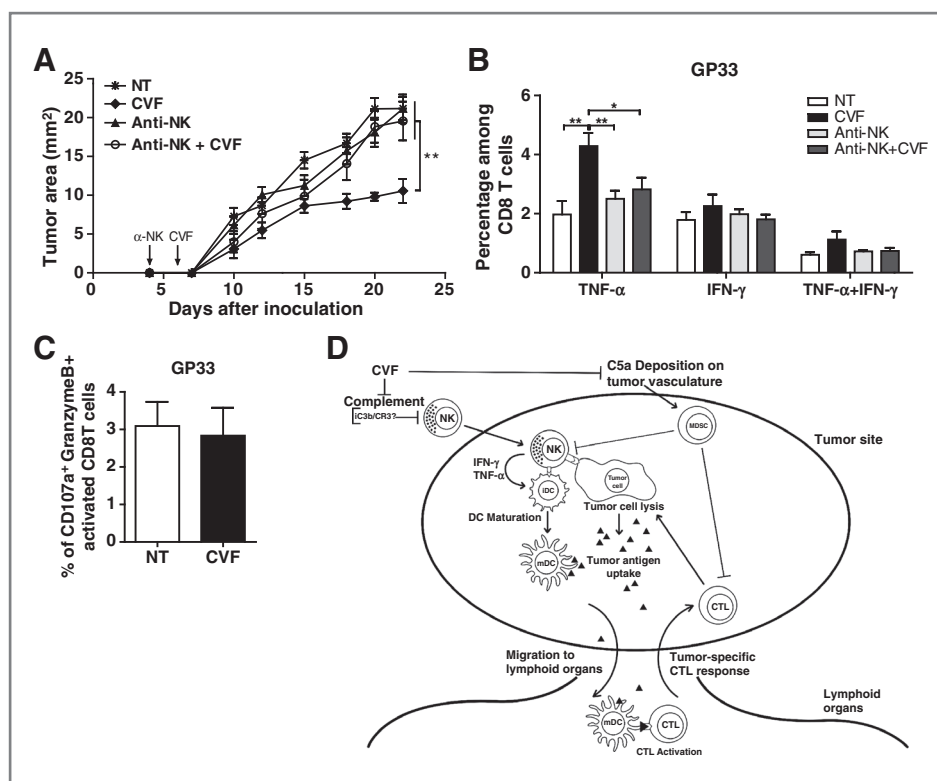 A
NT
CVF
Anti-NK
Anti-NK + CVF
Tumor area (mm²)
25
20
15
10
5
0
α-NK CVF
**
0 5 10 15 20 25
Days after inoculation
B
GP33
NT
CVF
Anti-NK
Anti-NK+CVF
Percentage among
CD8 T cells
6
4
2
0
*
** **
TNF-α IFN-γ TNF-α+IFN-γ
C
GP33
% of CD107a⁺ GranzymeB+
activated CD8T cells
4
3
2
1
0
NT CVF
D
CVF
C5a Deposition on
tumor vasculature
Complement
iC3b/CR3?
NK
MDSC
Tumor site
NK
IFN-γ
TNF-α
iDC
Tumor
cell
Tumor cell lysis
DC Maturation
mDC
Tumor antigen
uptake
CTL
Migration to
lymphoid organs
Tumor-specific
CTL response
Lymphoid
organs
mDC
CTL
CTL Activation